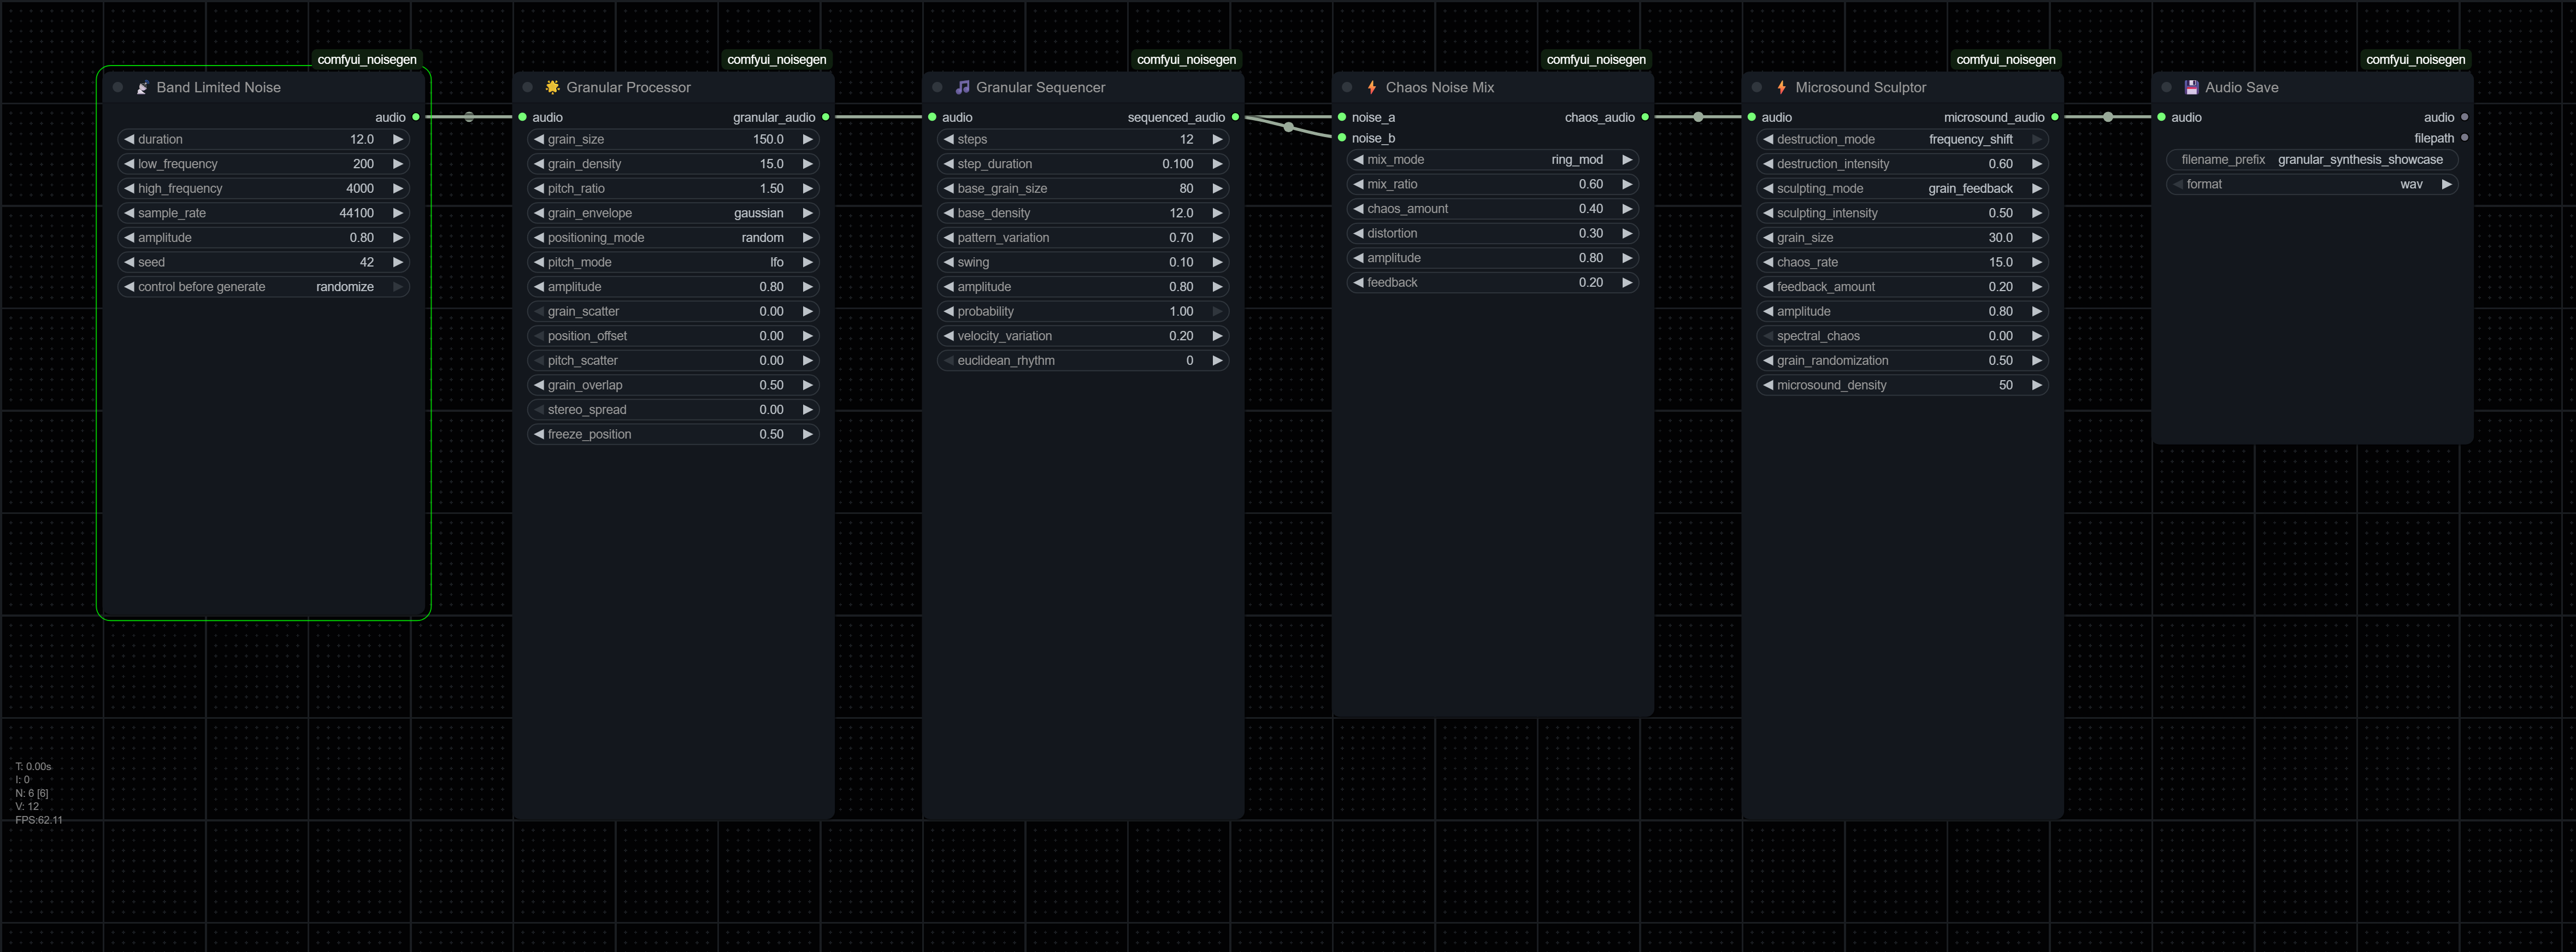 comfyui_noisegen
Band Limited Noise
audio
duration 12.0
low_frequency 200
high_frequency 4000
sample_rate 44100
amplitude 0.80
seed 42
control before generate randomize
comfyui_noisegen
Granular Processor
audio granular_audio
grain_size 150.0
grain_density 15.0
pitch_ratio 1.50
grain_envelope gaussian
positioning_mode random
pitch_mode lfo
amplitude 0.80
grain_scatter 0.00
position_offset 0.00
pitch_scatter 0.00
grain_overlap 0.50
stereo_spread 0.00
freeze_position 0.50
comfyui_noisegen
Granular Sequencer
audio sequenced_audio
steps 12
step_duration 0.100
base_grain_size 80
base_density 12.0
pattern_variation 0.70
swing 0.10
amplitude 0.80
probability 1.00
velocity_variation 0.20
euclidean_rhythm 0
comfyui_noisegen
Chaos Noise Mix
noise_a chaos_audio
noise_b
mix_mode ring_mod
mix_ratio 0.60
chaos_amount 0.40
distortion 0.30
amplitude 0.80
feedback 0.20
comfyui_noisegen
Microsound Sculptor
audio microsound_audio
destruction_mode frequency_shift
destruction_intensity 0.60
sculpting_mode grain_feedback
sculpting_intensity 0.50
grain_size 30.0
chaos_rate 15.0
feedback_amount 0.20
amplitude 0.80
spectral_chaos 0.00
grain_randomization 0.50
microsound_density 50
comfyui_noisegen
Audio Save
audio audio
filepath
filename_prefix granular_synthesis_showcase
format wav
T: 0.00s
I: 0
N: 6 [6]
V: 12
FPS:62.11